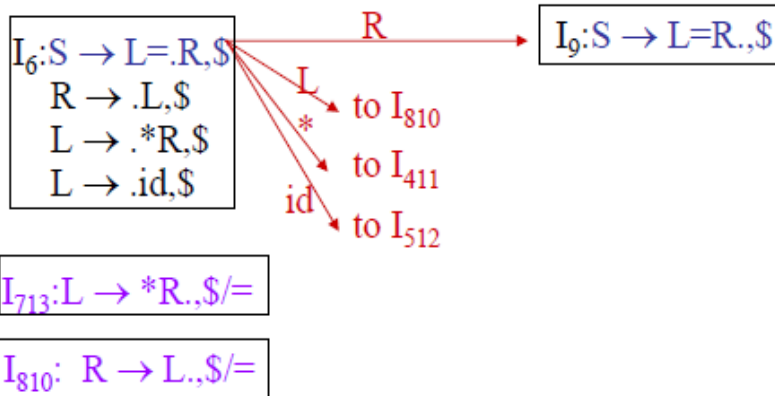 I₆:S → L=.R,$
R → .L,$
L → .*R,$
L → .id,$
R
L
*
id
to I₈₁₀
to I₄₁₁
to I₅₁₂
I₉:S → L=R.,$
I₇₁₃:L → *R.,$/=
I₈₁₀: R → L.,$/=